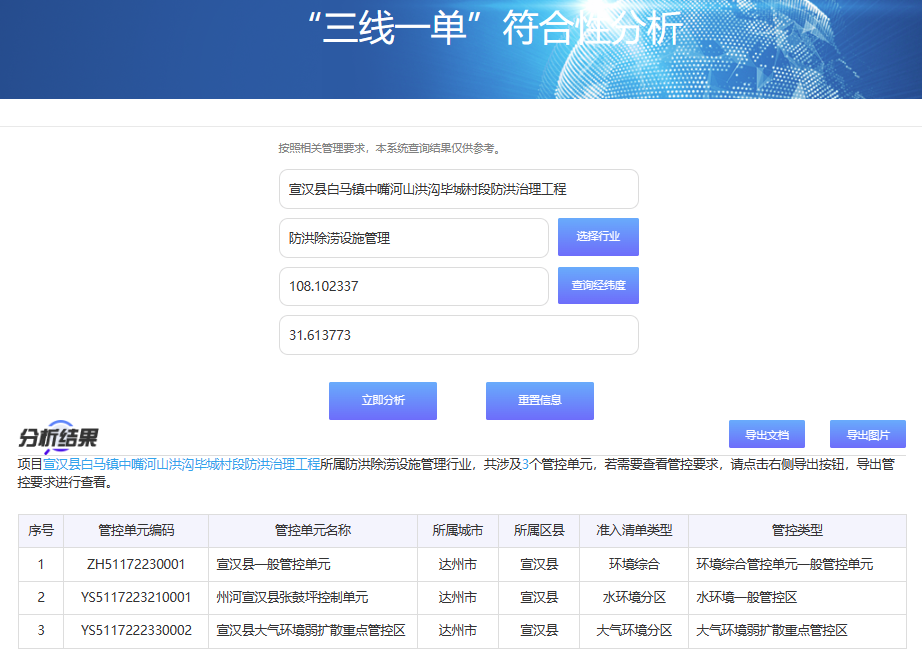 “三线一单”符合性分析
按照相关管理要求，本系统查询结果仅供参考。
宣汉县白马镇中嘴河山洪沟毕城村段防洪治理工程
防洪除涝设施管理
选择行业
108.102337
查询经纬度
31.613773
立即分析
重置信息
分析结果
导出文档
导出图片
项目宣汉县白马镇中嘴河山洪沟毕城村段防洪治理工程所属防洪除涝设施管理行业，共涉及3个管控单元，若需要查看管控要求，请点击右侧导出按钮，导出管
控要求进行查看。
序号 管控单元编码 管控单元名称 所属城市 所属区县 准入清单类型 管控类型
1 ZH51172230001 宣汉县一般管控单元 达州市 宣汉县 环境综合 环境综合管控单元一般管控单元
2 YS5117223210001 州河宣汉县张鼓坪控制单元 达州市 宣汉县 水环境分区 水环境一般管控区
3 YS5117222330002 宣汉县大气环境弱扩散重点管控区 达州市 宣汉县 大气环境分区 大气环境弱扩散重点管控区